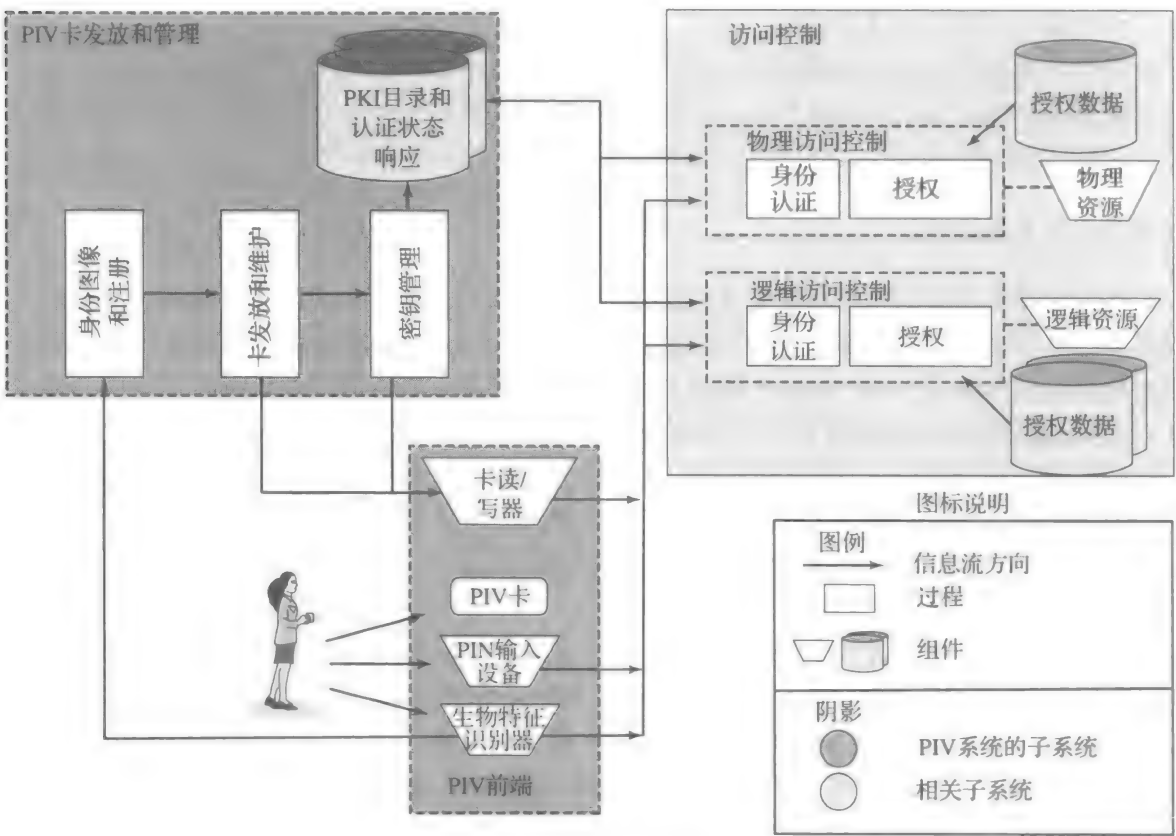 PIV卡发放和管理
PKI目录和
认证状态
响应
身份图像
和注册
卡发放和维护
密钥管理
访问控制
授权数据
物理访问控制
身份
认证
授权
物理
资源
逻辑访问控制
身份
认证
授权
逻辑资源
授权数据
卡读/
写器
PIV卡
PIN输入
设备
生物特征
识别器
PIV前端
图标说明
图例
信息流方向
过程
组件
阴影
PIV系统的子系统
相关子系统